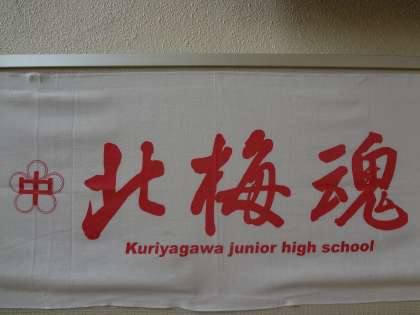 中
北梅魂
Kuriyagawa junior high school